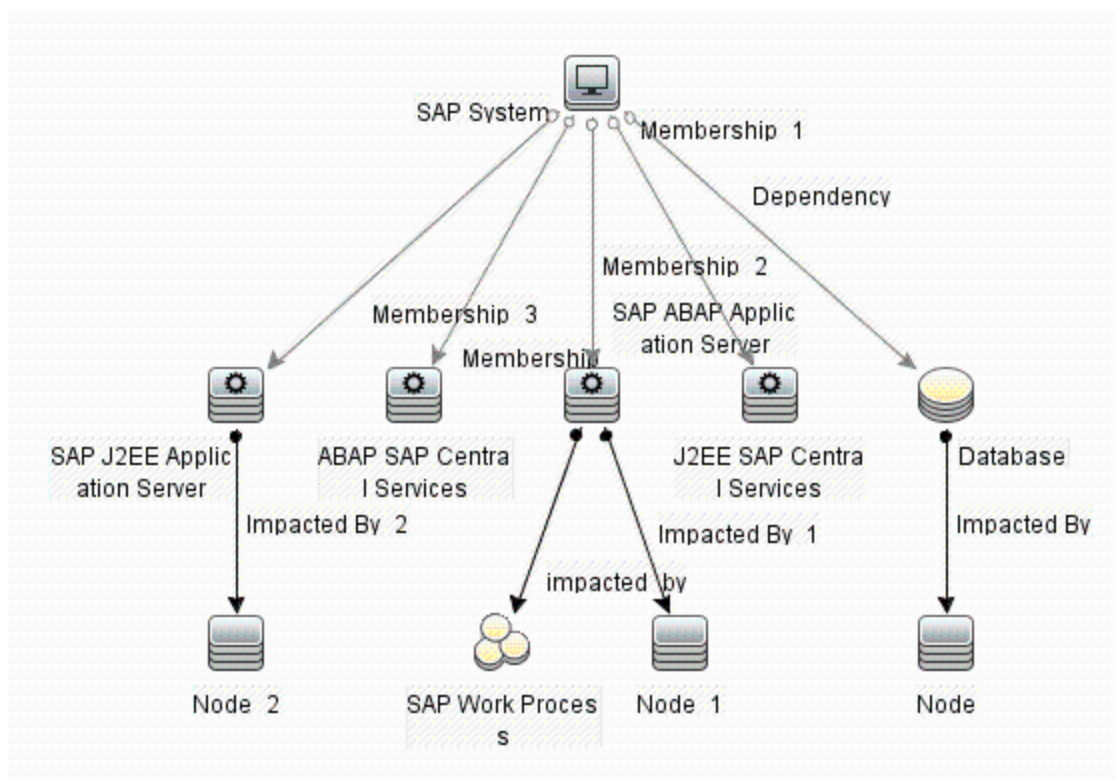 SAP System
Membership 1
Dependency
Membership 2
Membership 3
SAP ABAP Applic
ation Server
Membership
SAP J2EE Applic
ation Server
ABAP SAP Centra
l Services
J2EE SAP Centra
l Services
Database
Impacted By 2
Impacted By 1
Impacted By
impacted by
Node 2
SAP Work Proces
s
Node 1
Node